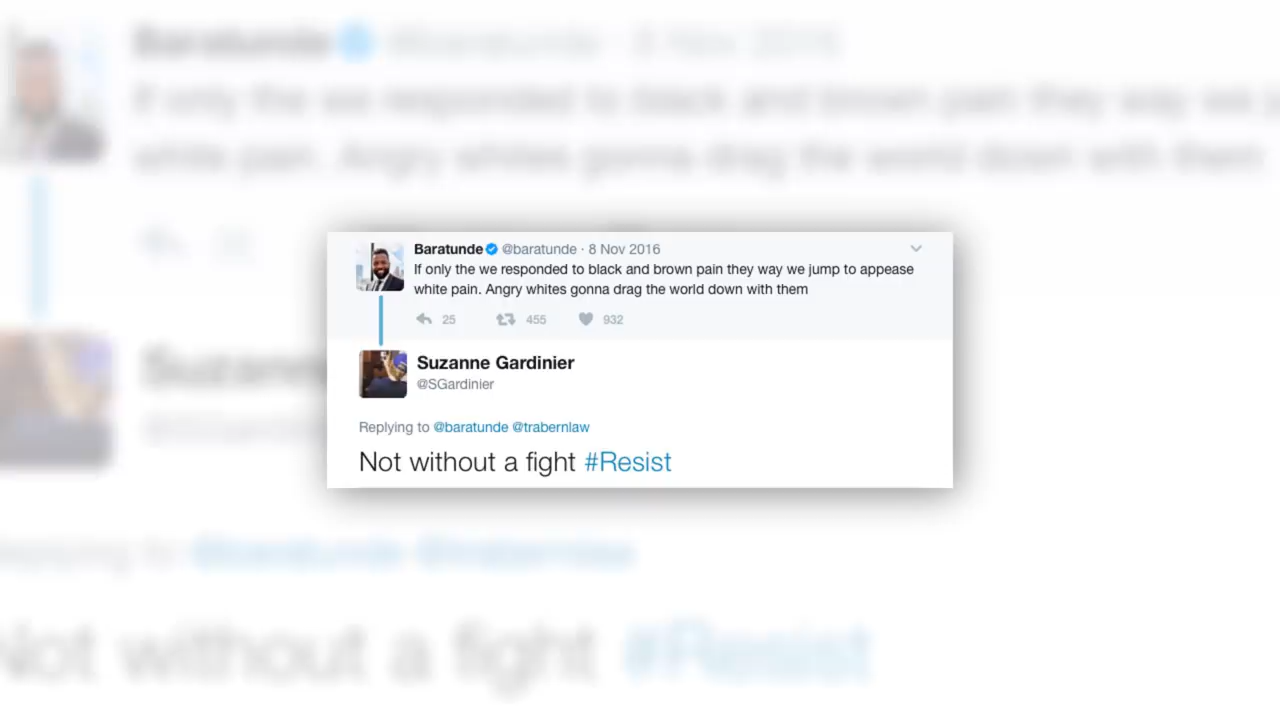 Baratunde @baratunde · 8 Nov 2016
If only the we responded to black and brown pain they way we jump to appease
white pain. Angry whites gonna drag the world down with them
25 455 932
Suzanne Gardinier
@SGardinier
Replying to @baratunde @trabernlaw
Not without a fight #Resist